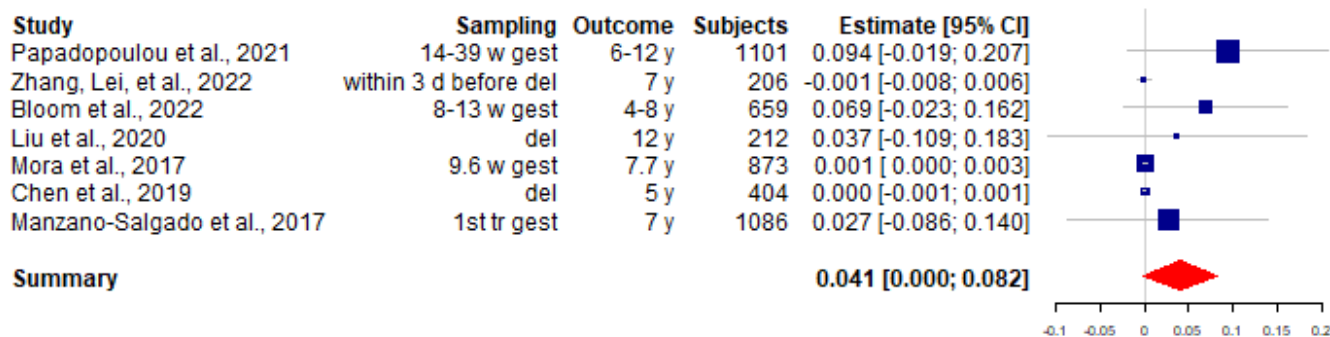 Study Sampling Outcome Subjects Estimate [95% CI]
Papadopoulou et al., 2021 14-39 w gest 6-12 y 1101 0.094 [-0.019; 0.207]
Zhang, Lei, et al., 2022 within 3 d before del 7 y 206 -0.001 [-0.008; 0.006]
Bloom et al., 2022 8-13 w gest 4-8 y 659 0.069 [-0.023; 0.162]
Liu et al., 2020 del 12 y 212 0.037 [-0.109; 0.183]
Mora et al., 2017 9.6 w gest 7.7 y 873 0.001 [ 0.000; 0.003]
Chen et al., 2019 del 5 y 404 0.000 [-0.001; 0.001]
Manzano-Salgado et al., 2017 1st tr gest 7 y 1086 0.027 [-0.086; 0.140]
Summary 0.041 [0.000; 0.082]
-0.1 -0.05 0 0.05 0.1 0.15 0.2